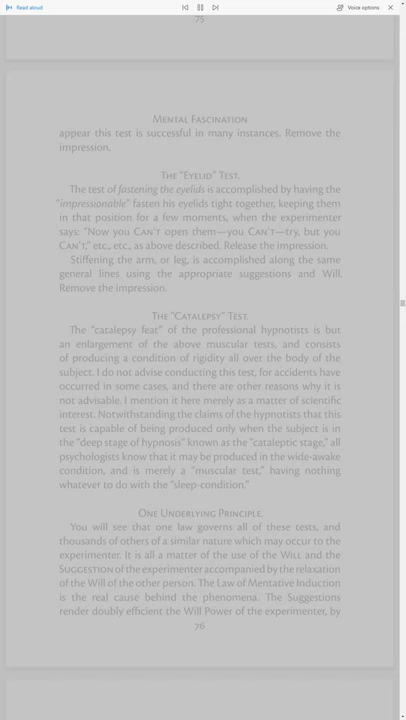 Read aloud
Voice options
75
Mental Fascination
appear this test is successful in many instances. Remove the
impression.
The "Eyelid" Test.
The test of fastening the eyelids is accomplished by having the
"impressionable" fasten his eyelids tight together, keeping them
in that position for a few moments, when the experimenter
says: "Now you Can't open them—you Can't—try, but you
Can't," etc., etc., as above described. Release the impression.
Stiffening the arm, or leg, is accomplished along the same
general lines using the appropriate suggestions and Will.
Remove the impression.
The "Catalepsy" Test.
The "catalepsy feat" of the professional hypnotists is but
an enlargement of the above muscular tests, and consists
of producing a condition of rigidity all over the body of the
subject. I do not advise conducting this test, for accidents have
occurred in some cases, and there are other reasons why it is
not advisable. I mention it here merely as a matter of scientific
interest. Notwithstanding the claims of the hypnotists that this
test is capable of being produced only when the subject is in
the "deep stage of hypnosis" known as the "cataleptic stage," all
psychologists know that it may be produced in the wide-awake
condition, and is merely a "muscular test," having nothing
whatever to do with the "sleep-condition."
One Underlying Principle.
You will see that one law governs all of these tests, and
thousands of others of a similar nature which may occur to the
experimenter. It is all a matter of the use of the Will and the
Suggestion of the experimenter accompanied by the relaxation
of the Will of the other person. The Law of Mentative Induction
is the real cause behind the phenomena. The Suggestions
render doubly efficient the Will Power of the experimenter, by
76